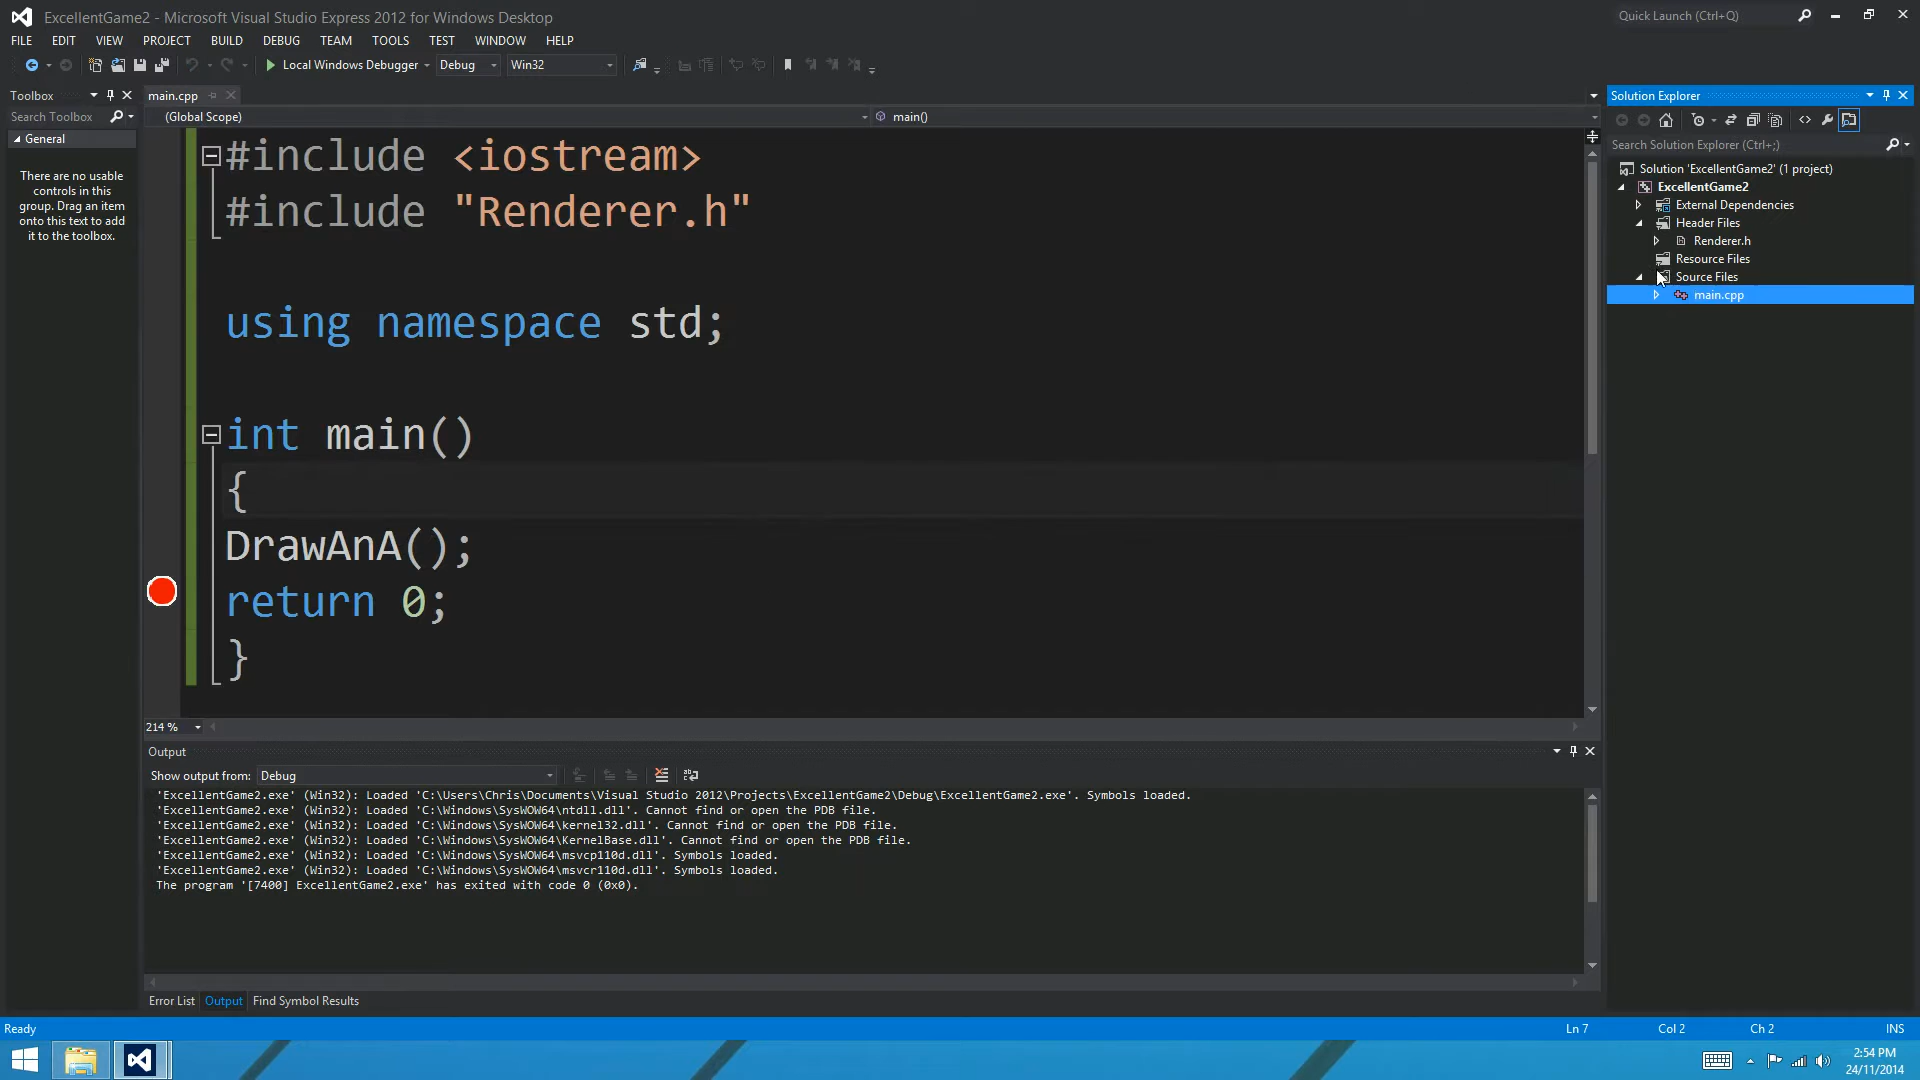 ExcellentGame2 - Microsoft Visual Studio Express 2012 for Windows Desktop
Quick Launch (Ctrl+Q)
FILE EDIT VIEW PROJECT BUILD DEBUG TEAM TOOLS TEST WINDOW HELP
Local Windows Debugger Debug Win32
Toolbox
Search Toolbox
General
There are no usable
controls in this
group. Drag an item
onto this text to add
it to the toolbox.
main.cpp
(Global Scope)
main()
#include <iostream>
#include "Renderer.h"
using namespace std;
int main()
{
DrawAnA();
return 0;
}
214 %
Output
Show output from: Debug
'ExcellentGame2.exe' (Win32): Loaded 'C:\Users\Chris\Documents\Visual Studio 2012\Projects\ExcellentGame2\Debug\ExcellentGame2.exe'. Symbols loaded.
'ExcellentGame2.exe' (Win32): Loaded 'C:\Windows\SysWOW64\ntdll.dll'. Cannot find or open the PDB file.
'ExcellentGame2.exe' (Win32): Loaded 'C:\Windows\SysWOW64\kernel32.dll'. Cannot find or open the PDB file.
'ExcellentGame2.exe' (Win32): Loaded 'C:\Windows\SysWOW64\KernelBase.dll'. Cannot find or open the PDB file.
'ExcellentGame2.exe' (Win32): Loaded 'C:\Windows\SysWOW64\msvcp110d.dll'. Symbols loaded.
'ExcellentGame2.exe' (Win32): Loaded 'C:\Windows\SysWOW64\msvcr110d.dll'. Symbols loaded.
The program '[7400] ExcellentGame2.exe' has exited with code 0 (0x0).
Error List Output Find Symbol Results
Solution Explorer
Search Solution Explorer (Ctrl+;)
Solution 'ExcellentGame2' (1 project)
ExcellentGame2
External Dependencies
Header Files
Renderer.h
Resource Files
Source Files
main.cpp
Ready
Ln 7 Col 2 Ch 2 INS
2:54 PM
24/11/2014